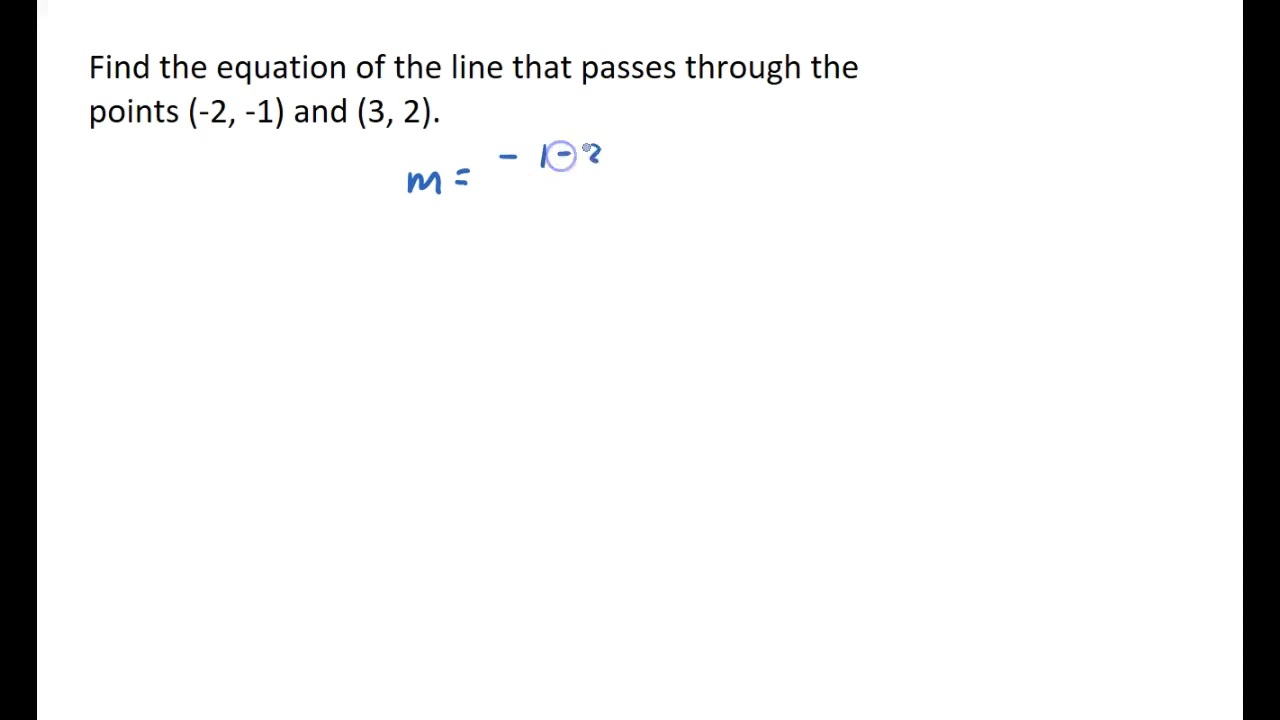 Find the equation of the line that passes through the
points (-2, -1) and (3, 2).
m = - 1 - 2